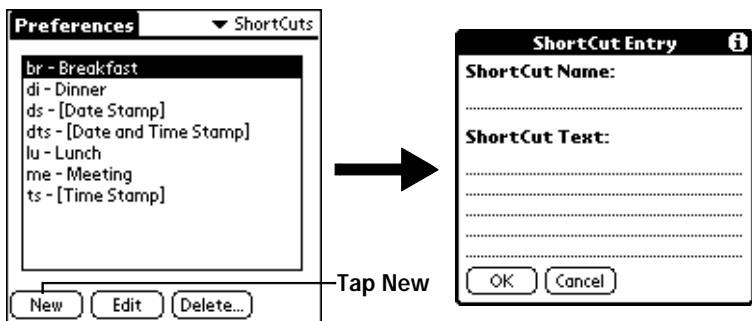 Preferences ShortCuts
br - Breakfast
di - Dinner
ds - [Date Stamp]
dts - [Date and Time Stamp]
lu - Lunch
me - Meeting
ts - [Time Stamp]
New Edit Delete...
Tap New
ShortCut Entry i
ShortCut Name:
ShortCut Text:
OK Cancel